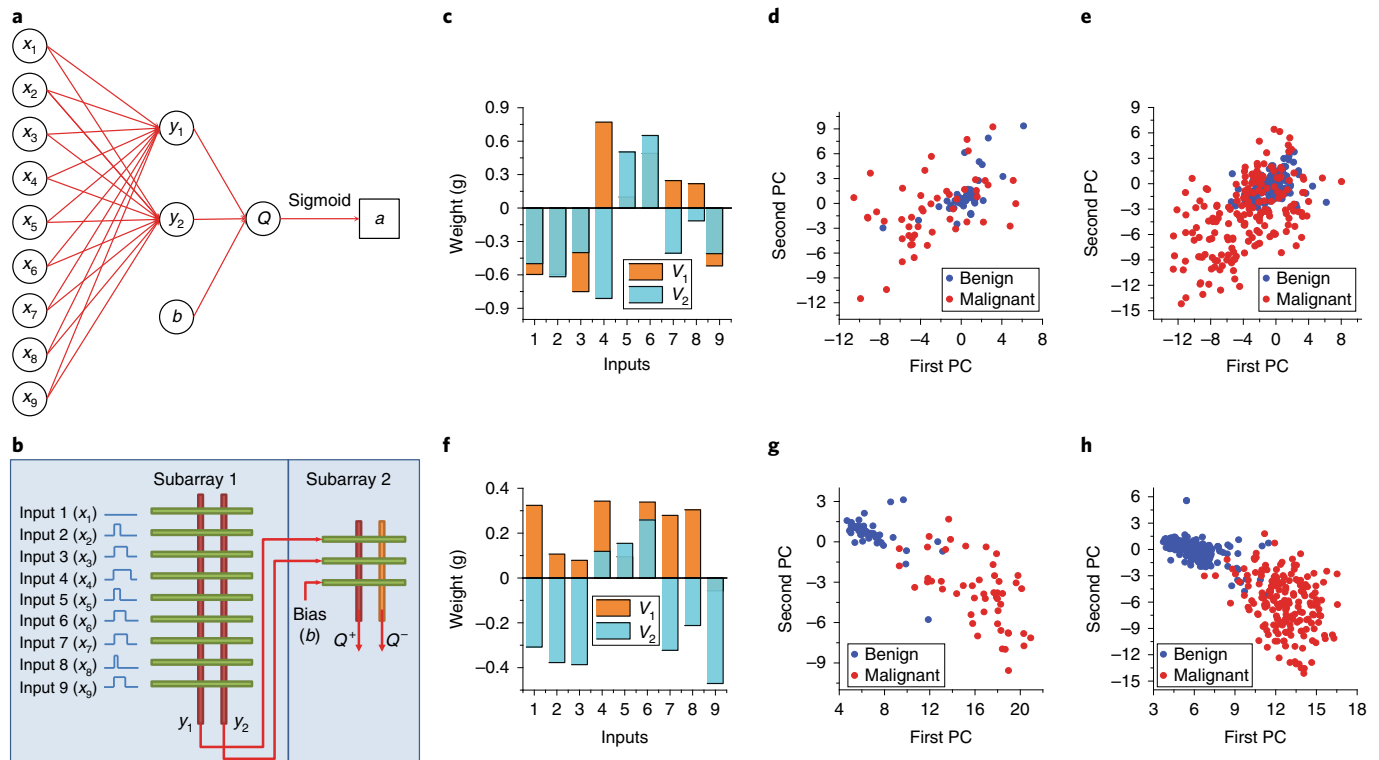 a
x1
x2
x3
x4
x5
x6
x7
x8
x9
y1
y2
b
Q
Sigmoid
a
b
Subarray 1
Subarray 2
Input 1 (x1)
Input 2 (x2)
Input 3 (x3)
Input 4 (x4)
Input 5 (x5)
Input 6 (x6)
Input 7 (x7)
Input 8 (x8)
Input 9 (x9)
y1
y2
Bias
(b)
Q+
Q−
c
Weight (g)
0.9
0.6
0.3
0
−0.3
−0.6
−0.9
V1
V2
1 2 3 4 5 6 7 8 9
Inputs
d
Second PC
9
6
3
0
−3
−6
−9
−12
Benign
Malignant
−12 −8 −4 0 4 8
First PC
e
Second PC
9
6
3
0
−3
−6
−9
−12
−15
Benign
Malignant
−12 −8 −4 0 4 8
First PC
f
Weight (g)
0.4
0.2
0
−0.2
−0.4
V1
V2
1 2 3 4 5 6 7 8 9
Inputs
g
Second PC
3
0
−3
−6
−9
Benign
Malignant
4 8 12 16 20
First PC
h
Second PC
6
3
0
−3
−6
−9
−12
−15
Benign
Malignant
3 6 9 12 15 18
First PC